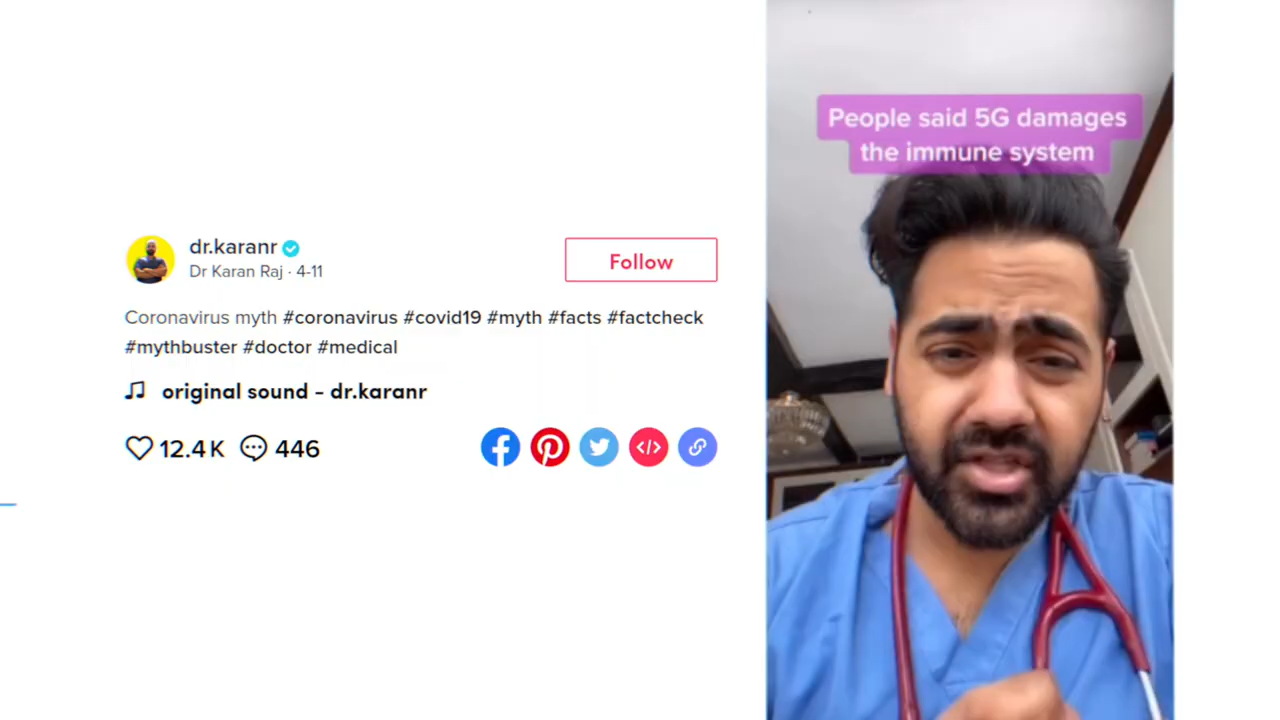 dr.karanr
Dr Karan Raj · 4-11
Follow
Coronavirus myth #coronavirus #covid19 #myth #facts #factcheck
#mythbuster #doctor #medical
original sound - dr.karanr
12.4K 446
People said 5G damages
the immune system